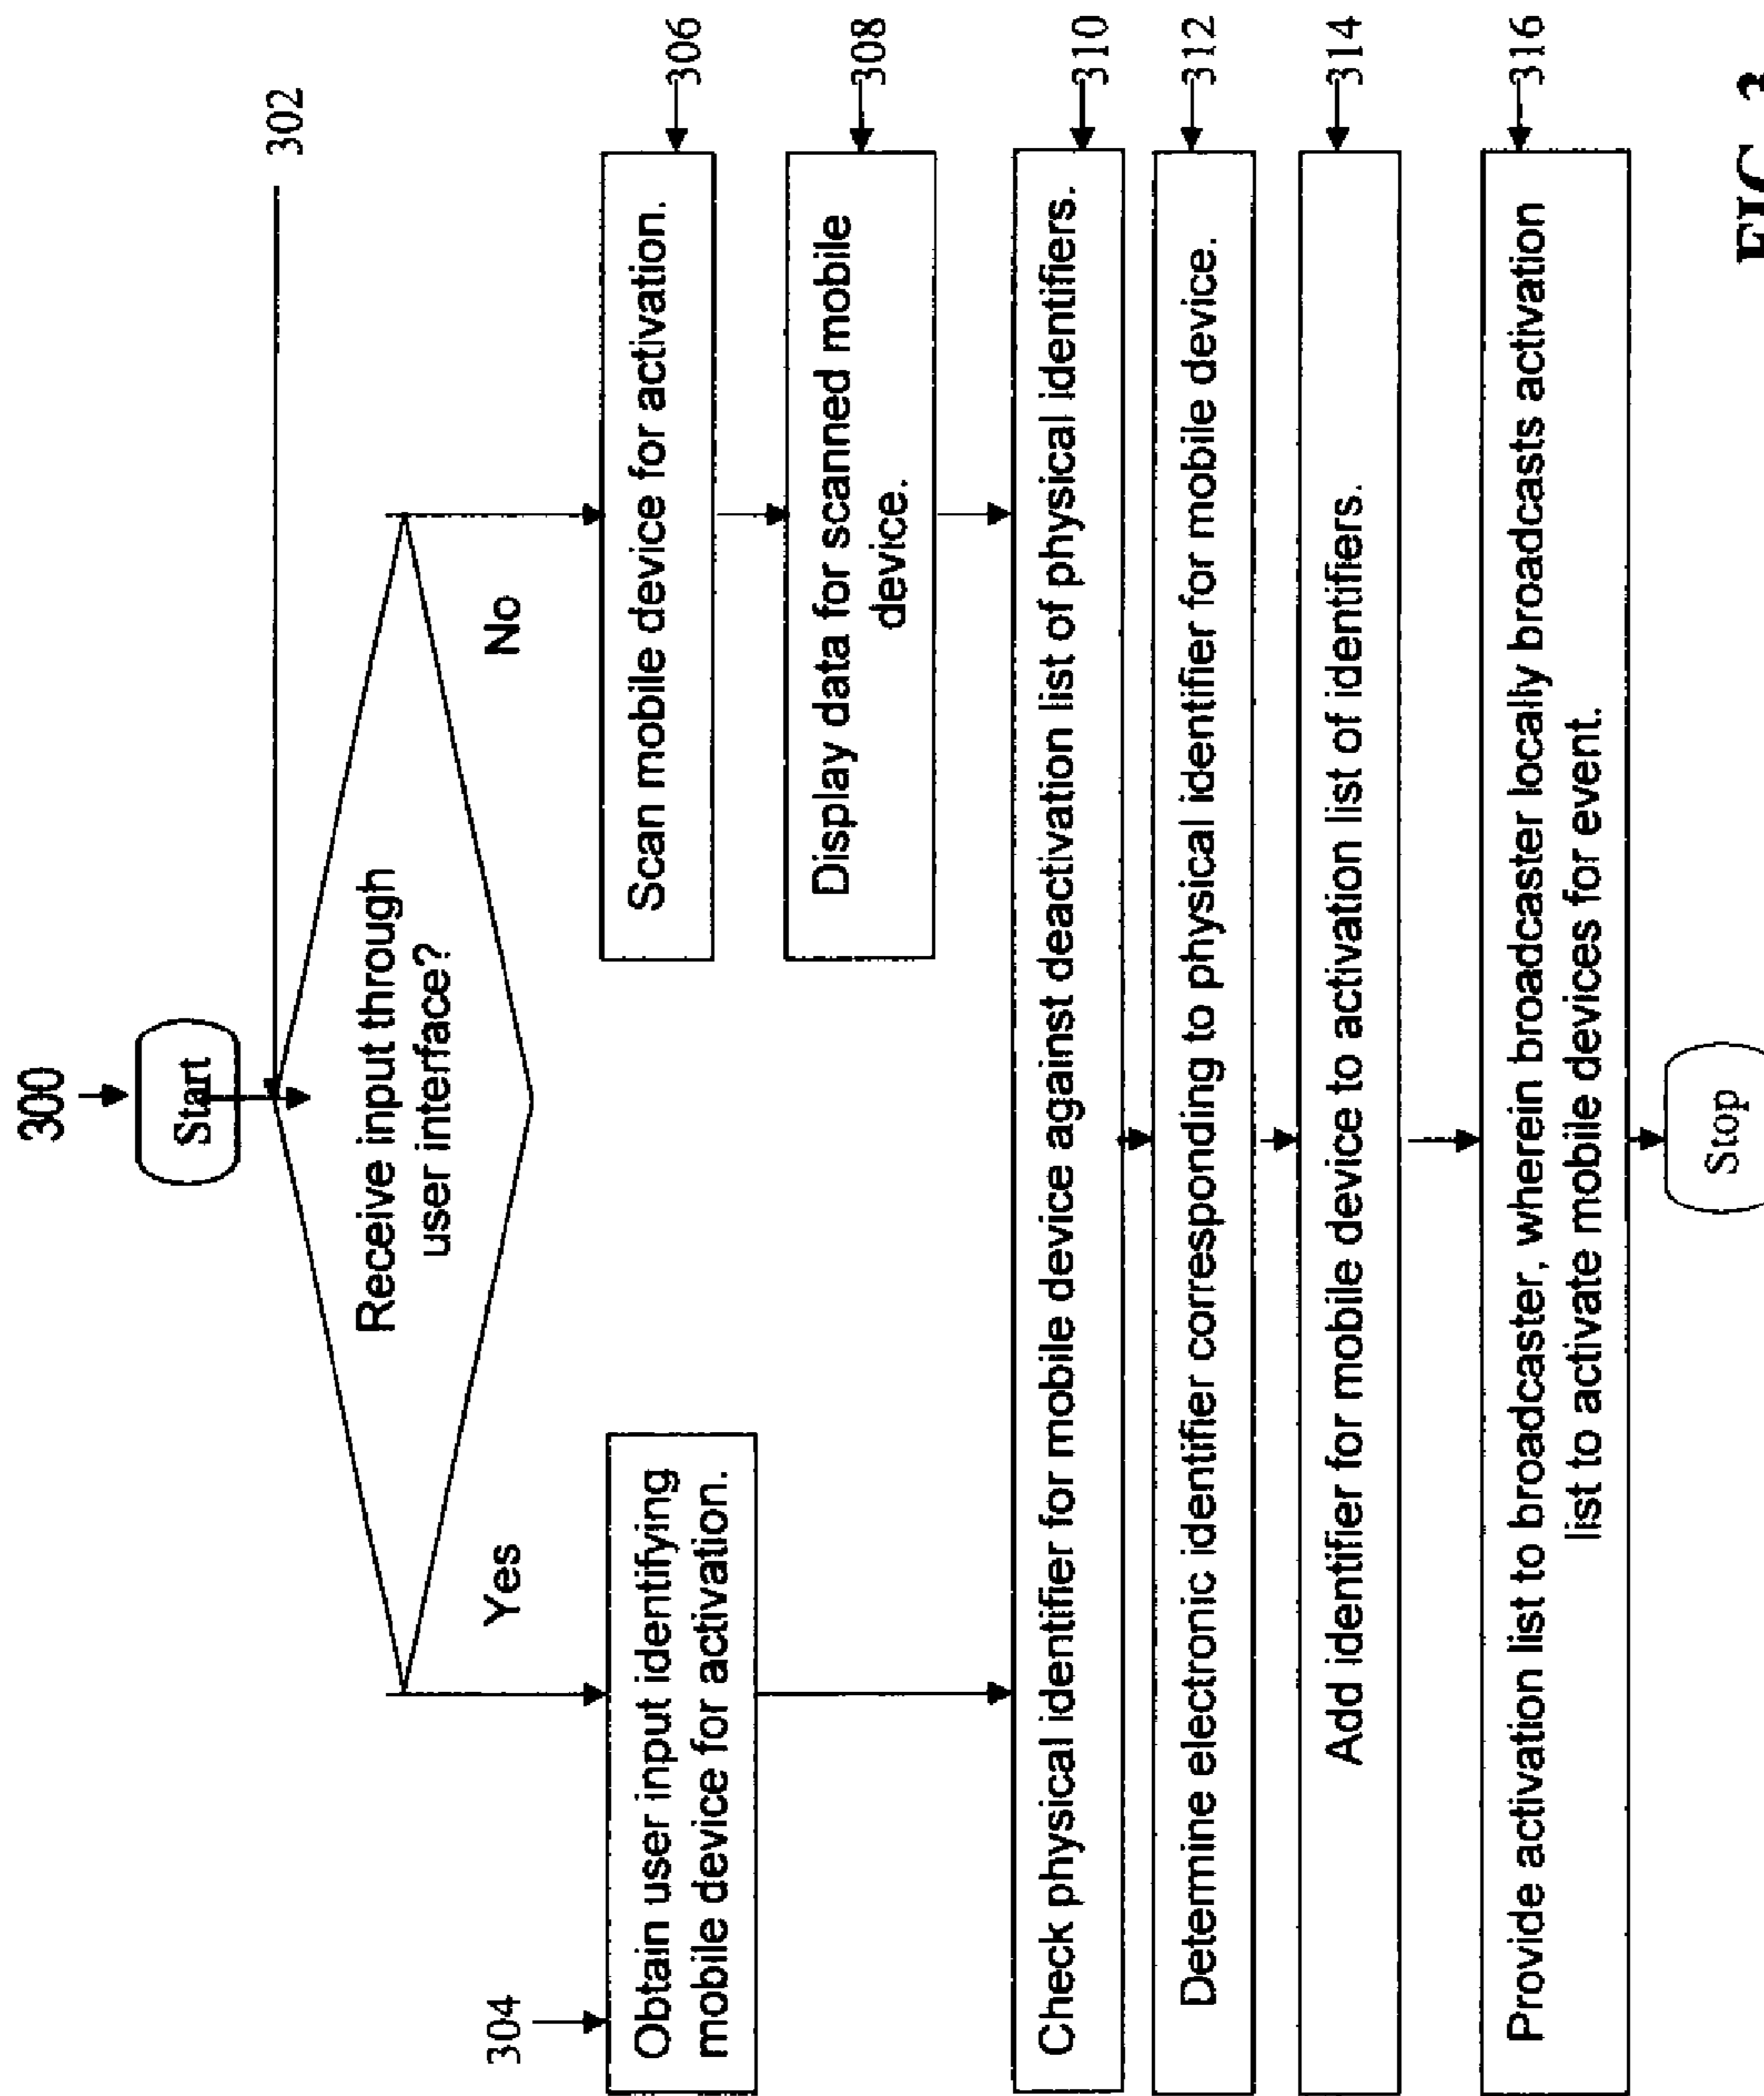 300
Start
302
Receive input through
user interface?
Yes
No
304
Obtain user input identifying
mobile device for activation.
Scan mobile device for activation.
306
Display data for scanned mobile
device.
308
Check physical identifier for mobile device against deactivation list of physical identifiers.
310
Determine electronic identifier corresponding to physical identifier for mobile device.
312
Add identifier for mobile device to activation list of identifiers.
314
Provide activation list to broadcaster, wherein broadcaster locally broadcasts activation
list to activate mobile devices for event.
316
Stop
FIG 3